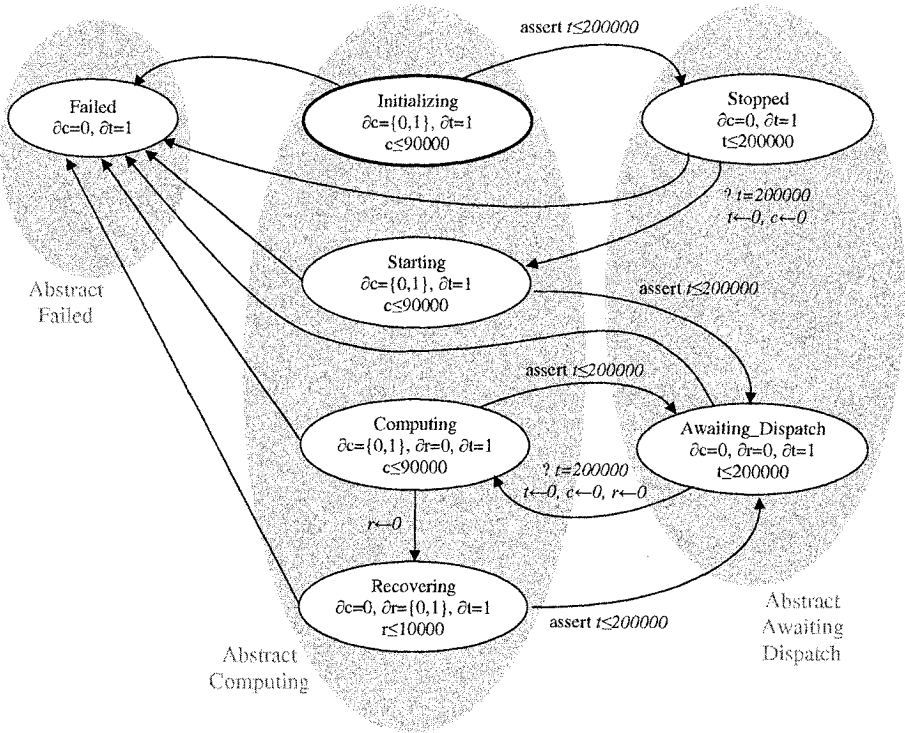 assert t≤200000
Failed
∂c=0, ∂t=1
Initializing
∂c={0,1}, ∂t=1
c≤90000
Stopped
∂c=0, ∂t=1
t≤200000
? t=200000
t←0, c←0
Starting
∂c={0,1}, ∂t=1
c≤90000
assert t≤200000
Abstract
Failed
assert t≤200000
Computing
∂c={0,1}, ∂r=0, ∂t=1
c≤90000
Awaiting_Dispatch
∂c=0, ∂r=0, ∂t=1
t≤200000
? t=200000
t←0, c←0, r←0
r←0
Recovering
∂c=0, ∂r={0,1}, ∂t=1
r≤10000
assert t≤200000
Abstract
Computing
Abstract
Awaiting
Dispatch